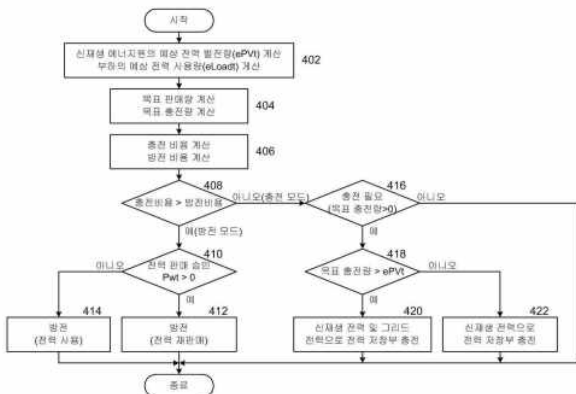 시작
신재생 에너지원의 예상 전력 발전량(ePVt) 계산
부하의 예상 전력 사용량(eLoadt) 계산
402
목표 판매량 계산
목표 충전량 계산
404
충전 비용 계산
방전 비용 계산
406
408
충전비용 > 방전비용
아니오(충전 모드)
416
충전 필요
(목표 충전량>0)
아니오
예(방전 모드)
예
410
전력 판매 승인
Pwt > 0
아니오
예
418
목표 충전량 > ePVt
아니오
예
414
방전
(전력 사용)
412
방전
(전력 재판매)
420
신재생 전력 및 그리드
전력으로 전력 저장부 충전
422
신재생 전력으로
전력 저장부 충전
종료